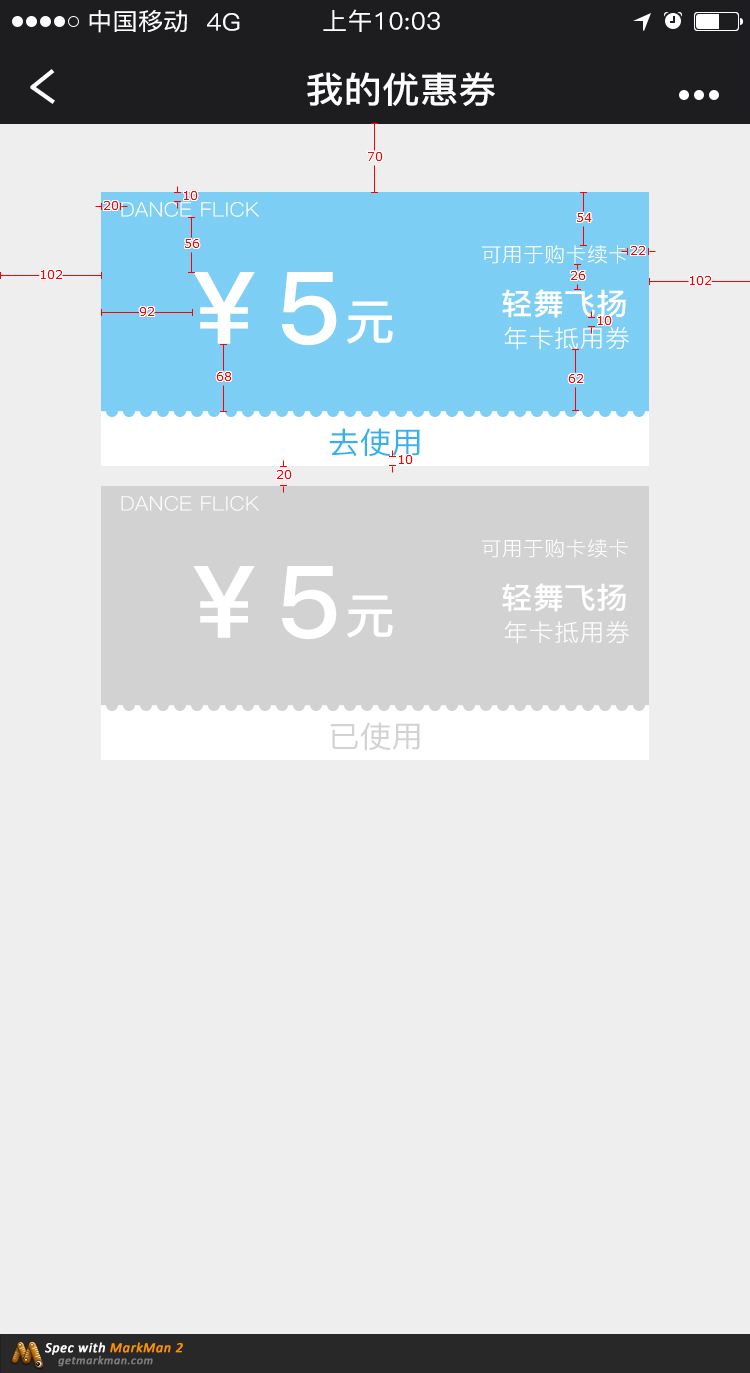 中国移动 4G 上午10:03
我的优惠券
70
10
20
DANCE FLICK
54
56
可用于购卡续卡
22
102
26
102
¥5元
轻舞飞扬
92
10
年卡抵用券
68
62
去使用
10
20
DANCE FLICK
可用于购卡续卡
¥5元
轻舞飞扬
年卡抵用券
已使用
Spec with MarkMan 2
getmarkman.com